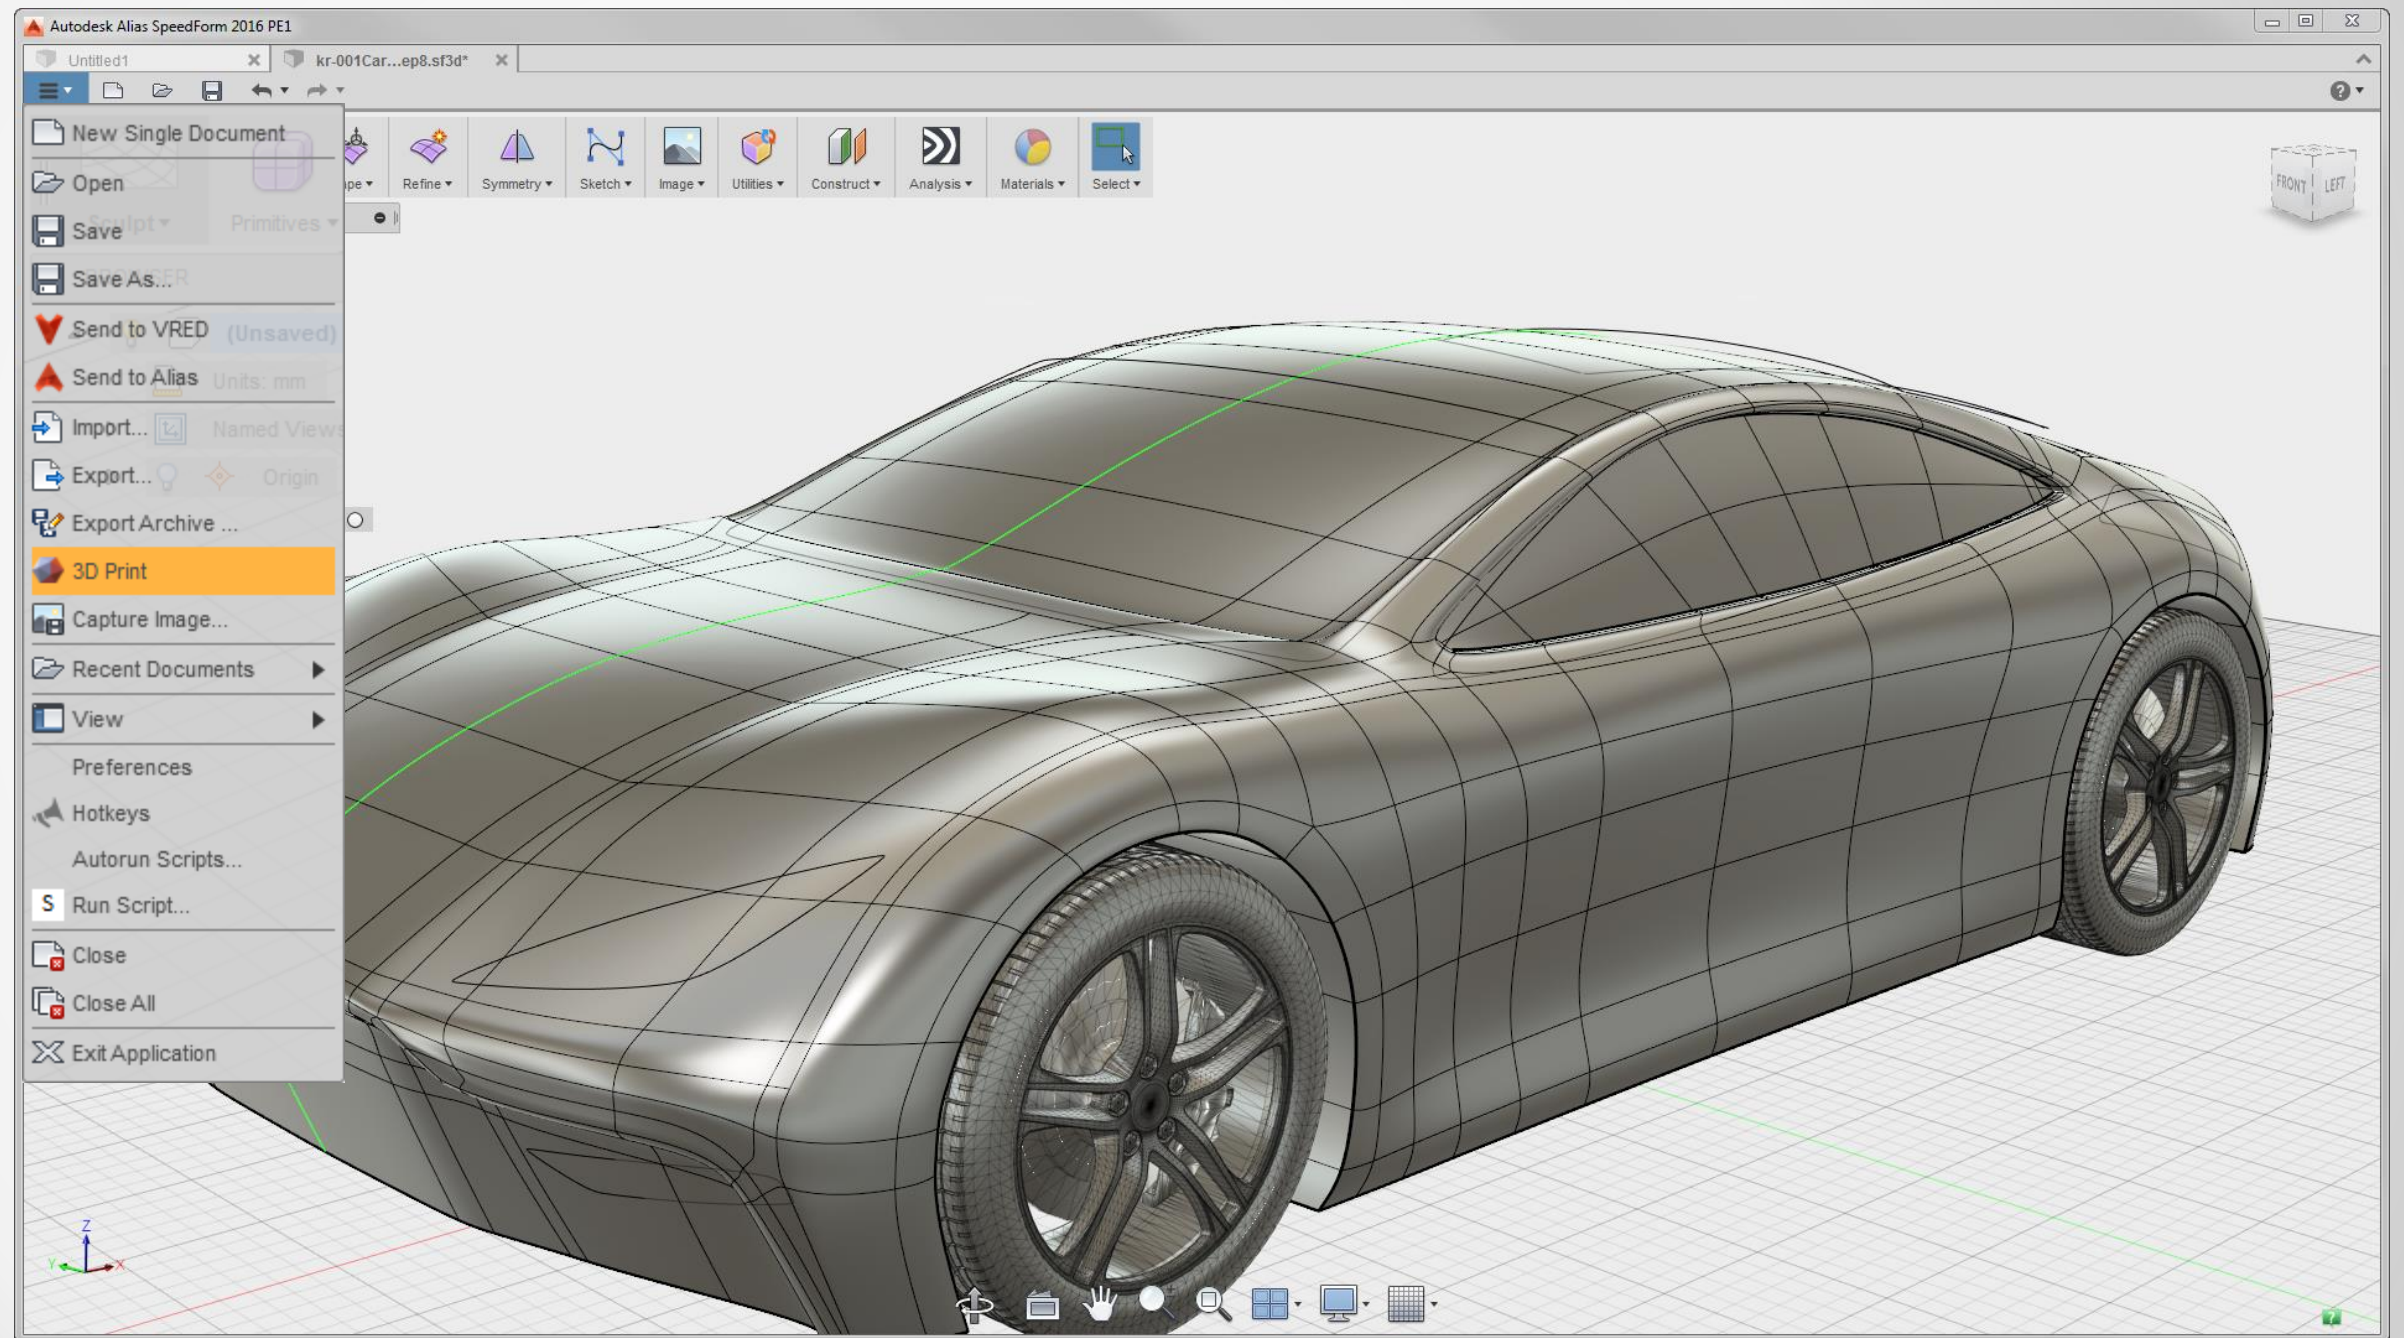 Autodesk Alias SpeedForm 2016 PE1
Untitled1
kr-001Car...ep8.sf3d*
New Single Document
Open
Save
Save As...
Send to VRED
Send to Alias
Import...
Export...
Export Archive ...
3D Print
Capture Image...
Recent Documents
View
Preferences
Hotkeys
Autorun Scripts...
S Run Script...
Close
Close All
Exit Application
Primitives
(Unsaved)
Units: mm
Named Views
Origin
Refine
Symmetry
Sketch
Image
Utilities
Construct
Analysis
Materials
Select
FRONT LEFT
Z
Y X